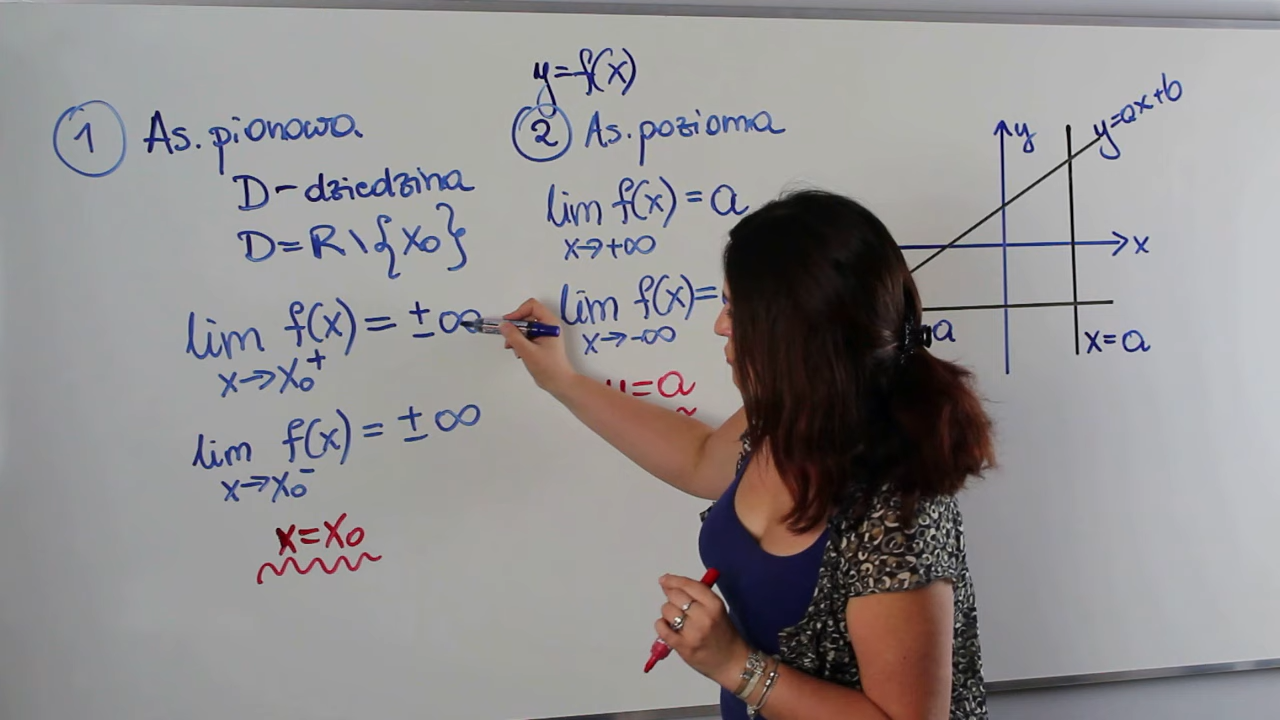 y=f(x)
① As. pionowa
D-dziedzina
D=R\{x₀}
lim f(x) = ±∞
x→x₀⁺
lim f(x) = ±∞
x→x₀⁻
x=x₀
② As. pozioma
lim f(x) = a
x→+∞
lim f(x) =
x→-∞
=a
y
y=ax+b
x
a
x=a